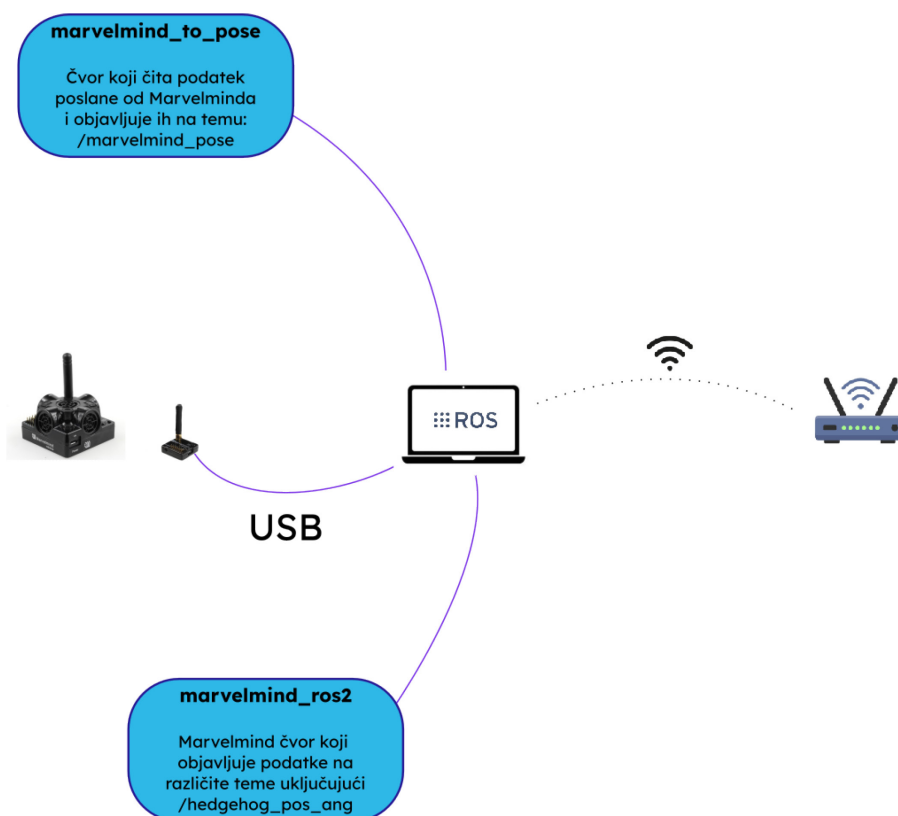 marvelmind_to_pose
Čvor koji čita podatek
poslane od Marvelminda
i objavljuje ih na temu:
/marvelmind_pose
ROS
USB
marvelmind_ros2
Marvelmind čvor koji
objavljuje podatke na
različite teme uključujući
/hedgehog_pos_ang